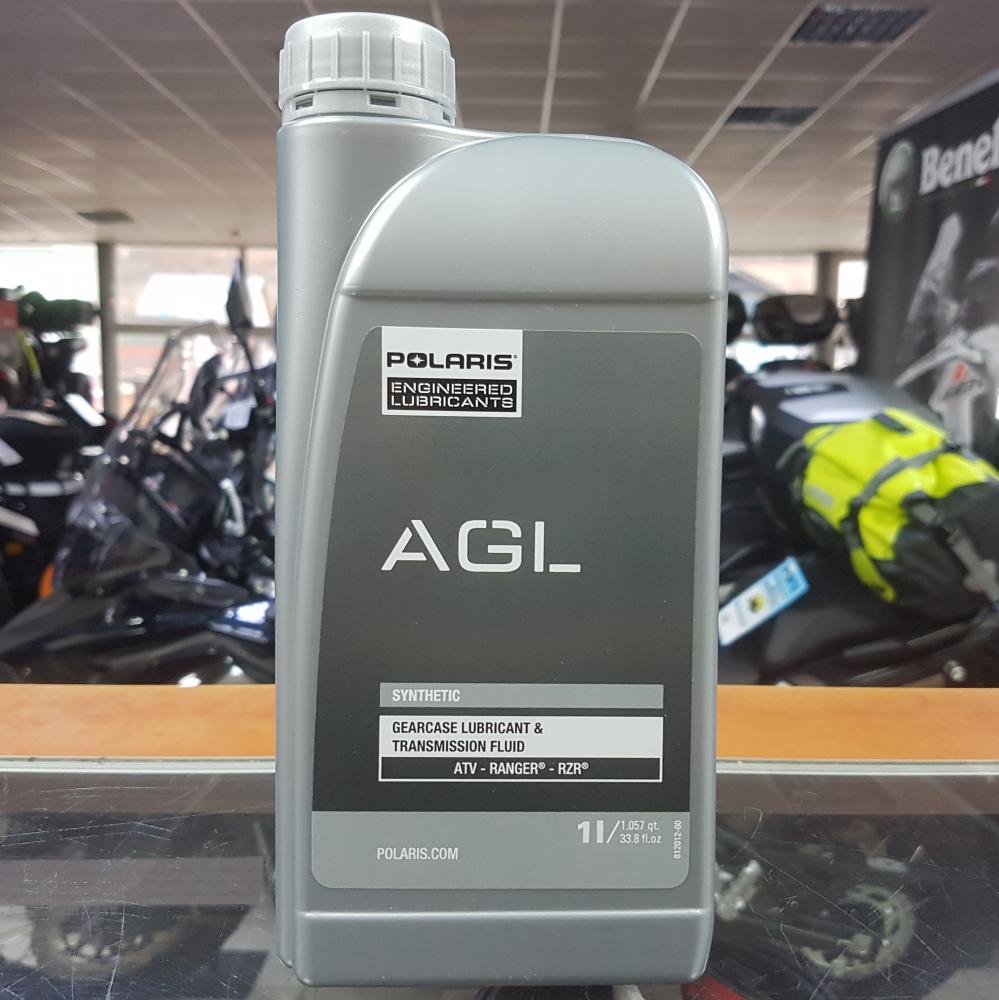 POLARIS®
ENGINEERED
LUBRICANTS
AGL
SYNTHETIC
GEARCASE LUBRICANT &
TRANSMISSION FLUID
ATV - RANGER® - RZR®
1l/1.057 qt.
33.8 fl.oz
812012-00
POLARIS.COM